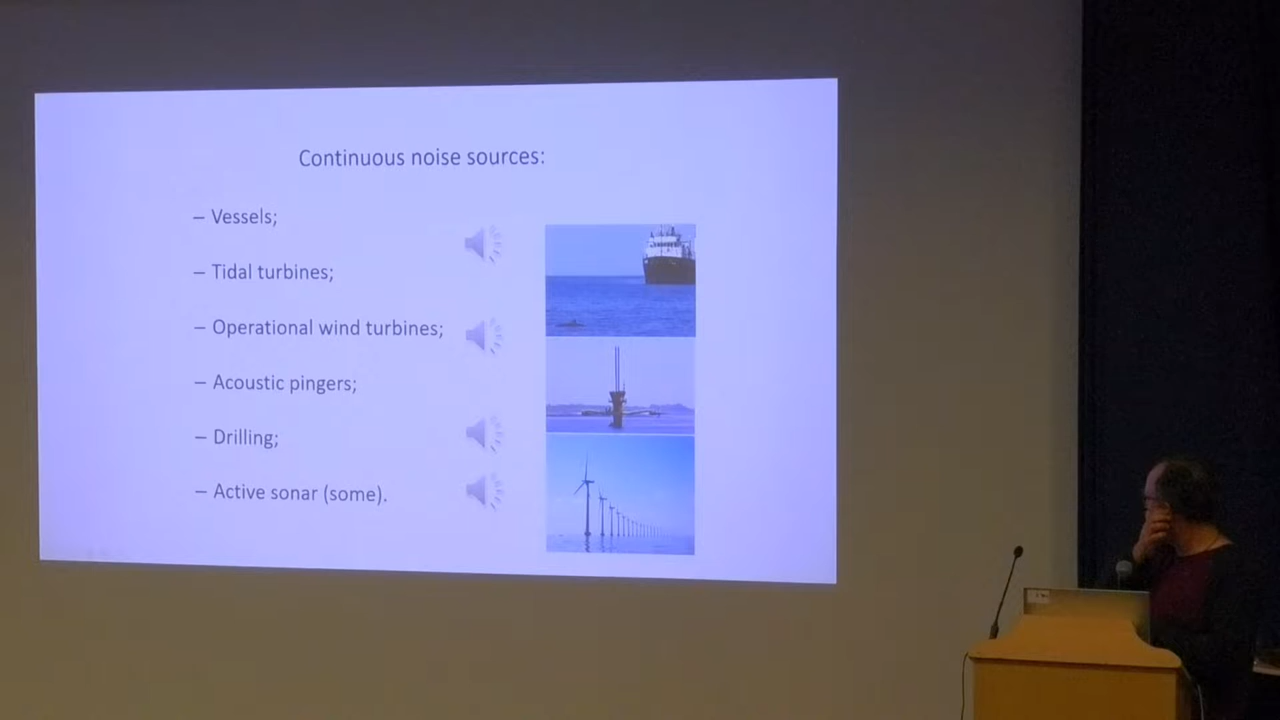 Continuous noise sources:
– Vessels;
– Tidal turbines;
– Operational wind turbines;
– Acoustic pingers;
– Drilling;
– Active sonar (some).